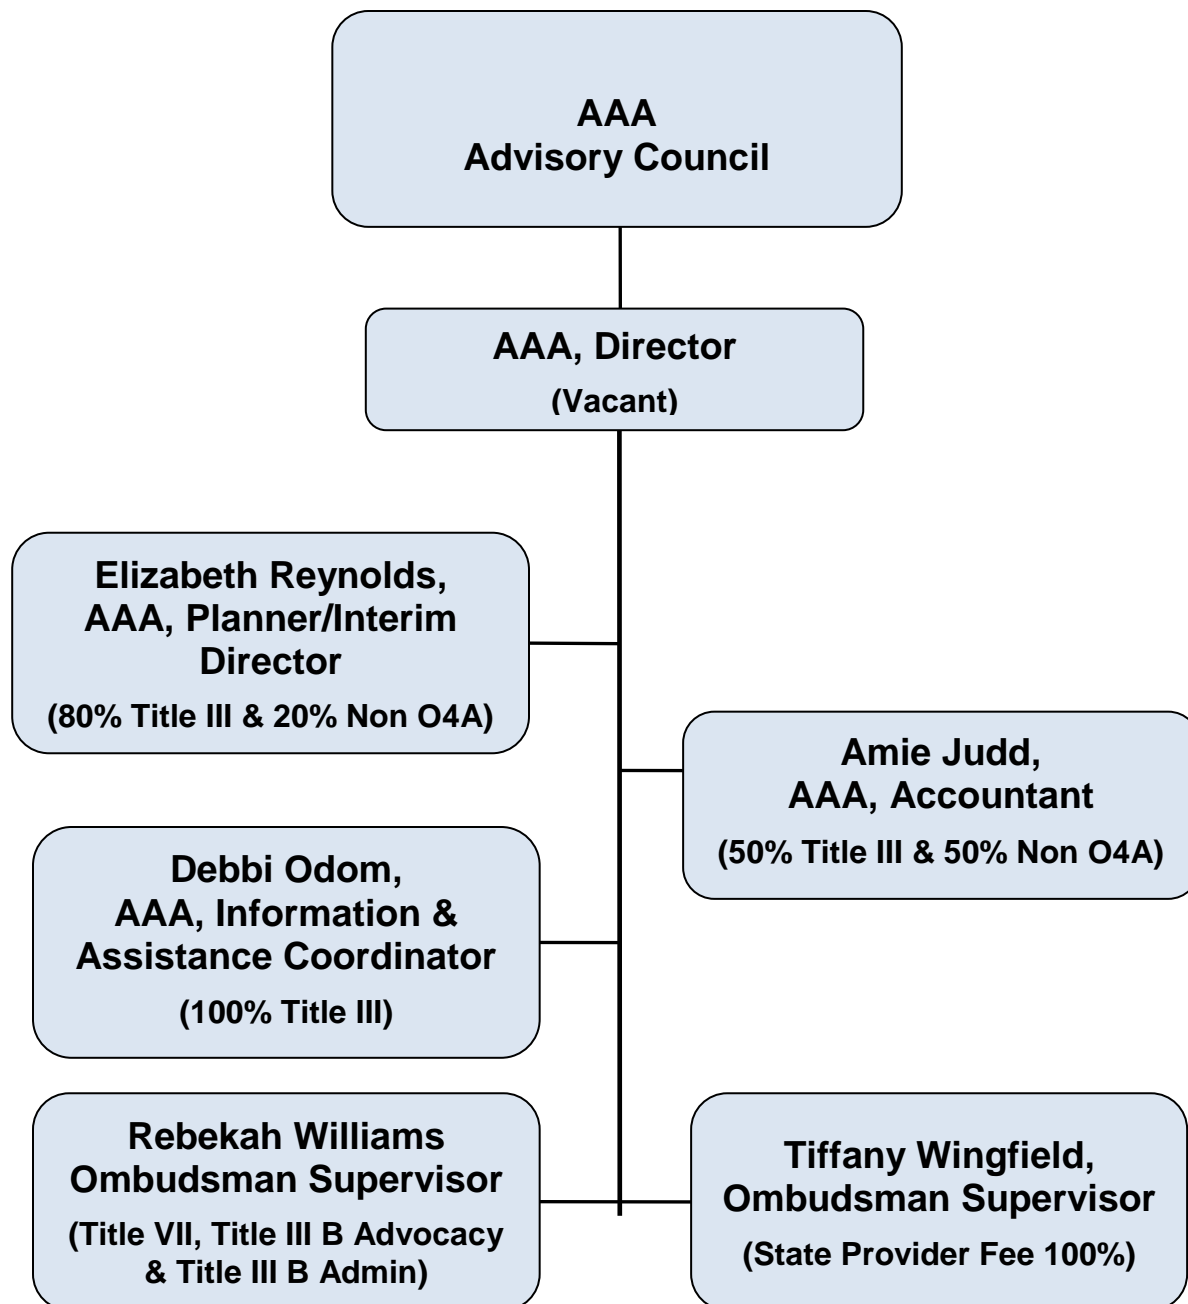 AAA
Advisory Council
AAA, Director
(Vacant)
Elizabeth Reynolds,
AAA, Planner/Interim
Director
(80% Title III & 20% Non O4A)
Amie Judd,
AAA, Accountant
(50% Title III & 50% Non O4A)
Debbi Odom,
AAA, Information &
Assistance Coordinator
(100% Title III)
Rebekah Williams
Ombudsman Supervisor
(Title VII, Title III B Advocacy
& Title III B Admin)
Tiffany Wingfield,
Ombudsman Supervisor
(State Provider Fee 100%)